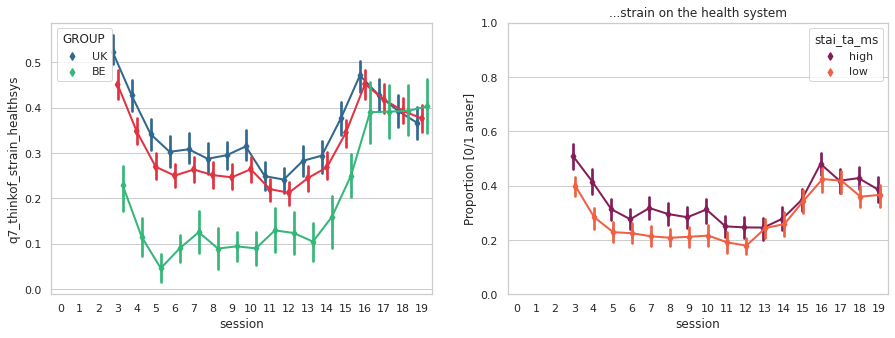 ...strain on the health system
GROUP
UK
BE
q7_thinkof_strain_healthsys
0.5
0.4
0.3
0.2
0.1
0.0
0 1 2 3 4 5 6 7 8 9 10 11 12 13 14 15 16 17 18 19
session
stai_ta_ms
high
low
Proportion [0/1 anser]
1.0
0.8
0.6
0.4
0.2
0.0
0 1 2 3 4 5 6 7 8 9 10 11 12 13 14 15 16 17 18 19
session